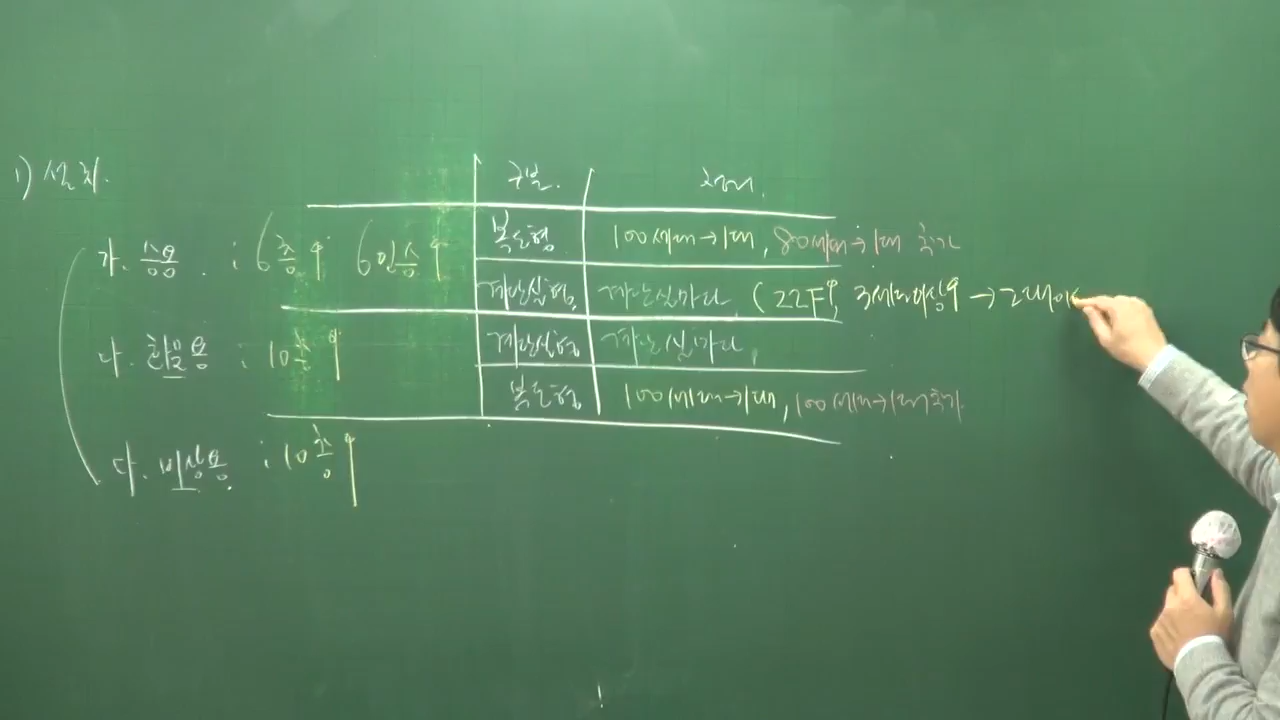 1) 설치.
구분.
가. 승용. : 6층↑ 6인승↑
복도형 100세대→1대, 80세대→1대 추가
계단실형, 계단실마다, (22F↑, 3세대이상↑ → 2대이
나. 화물용 : 10층↑
계단실형 계단실마다,
복도형 100세대→1대, 100세대→1대 추가
다. 비상용 : 10층↑